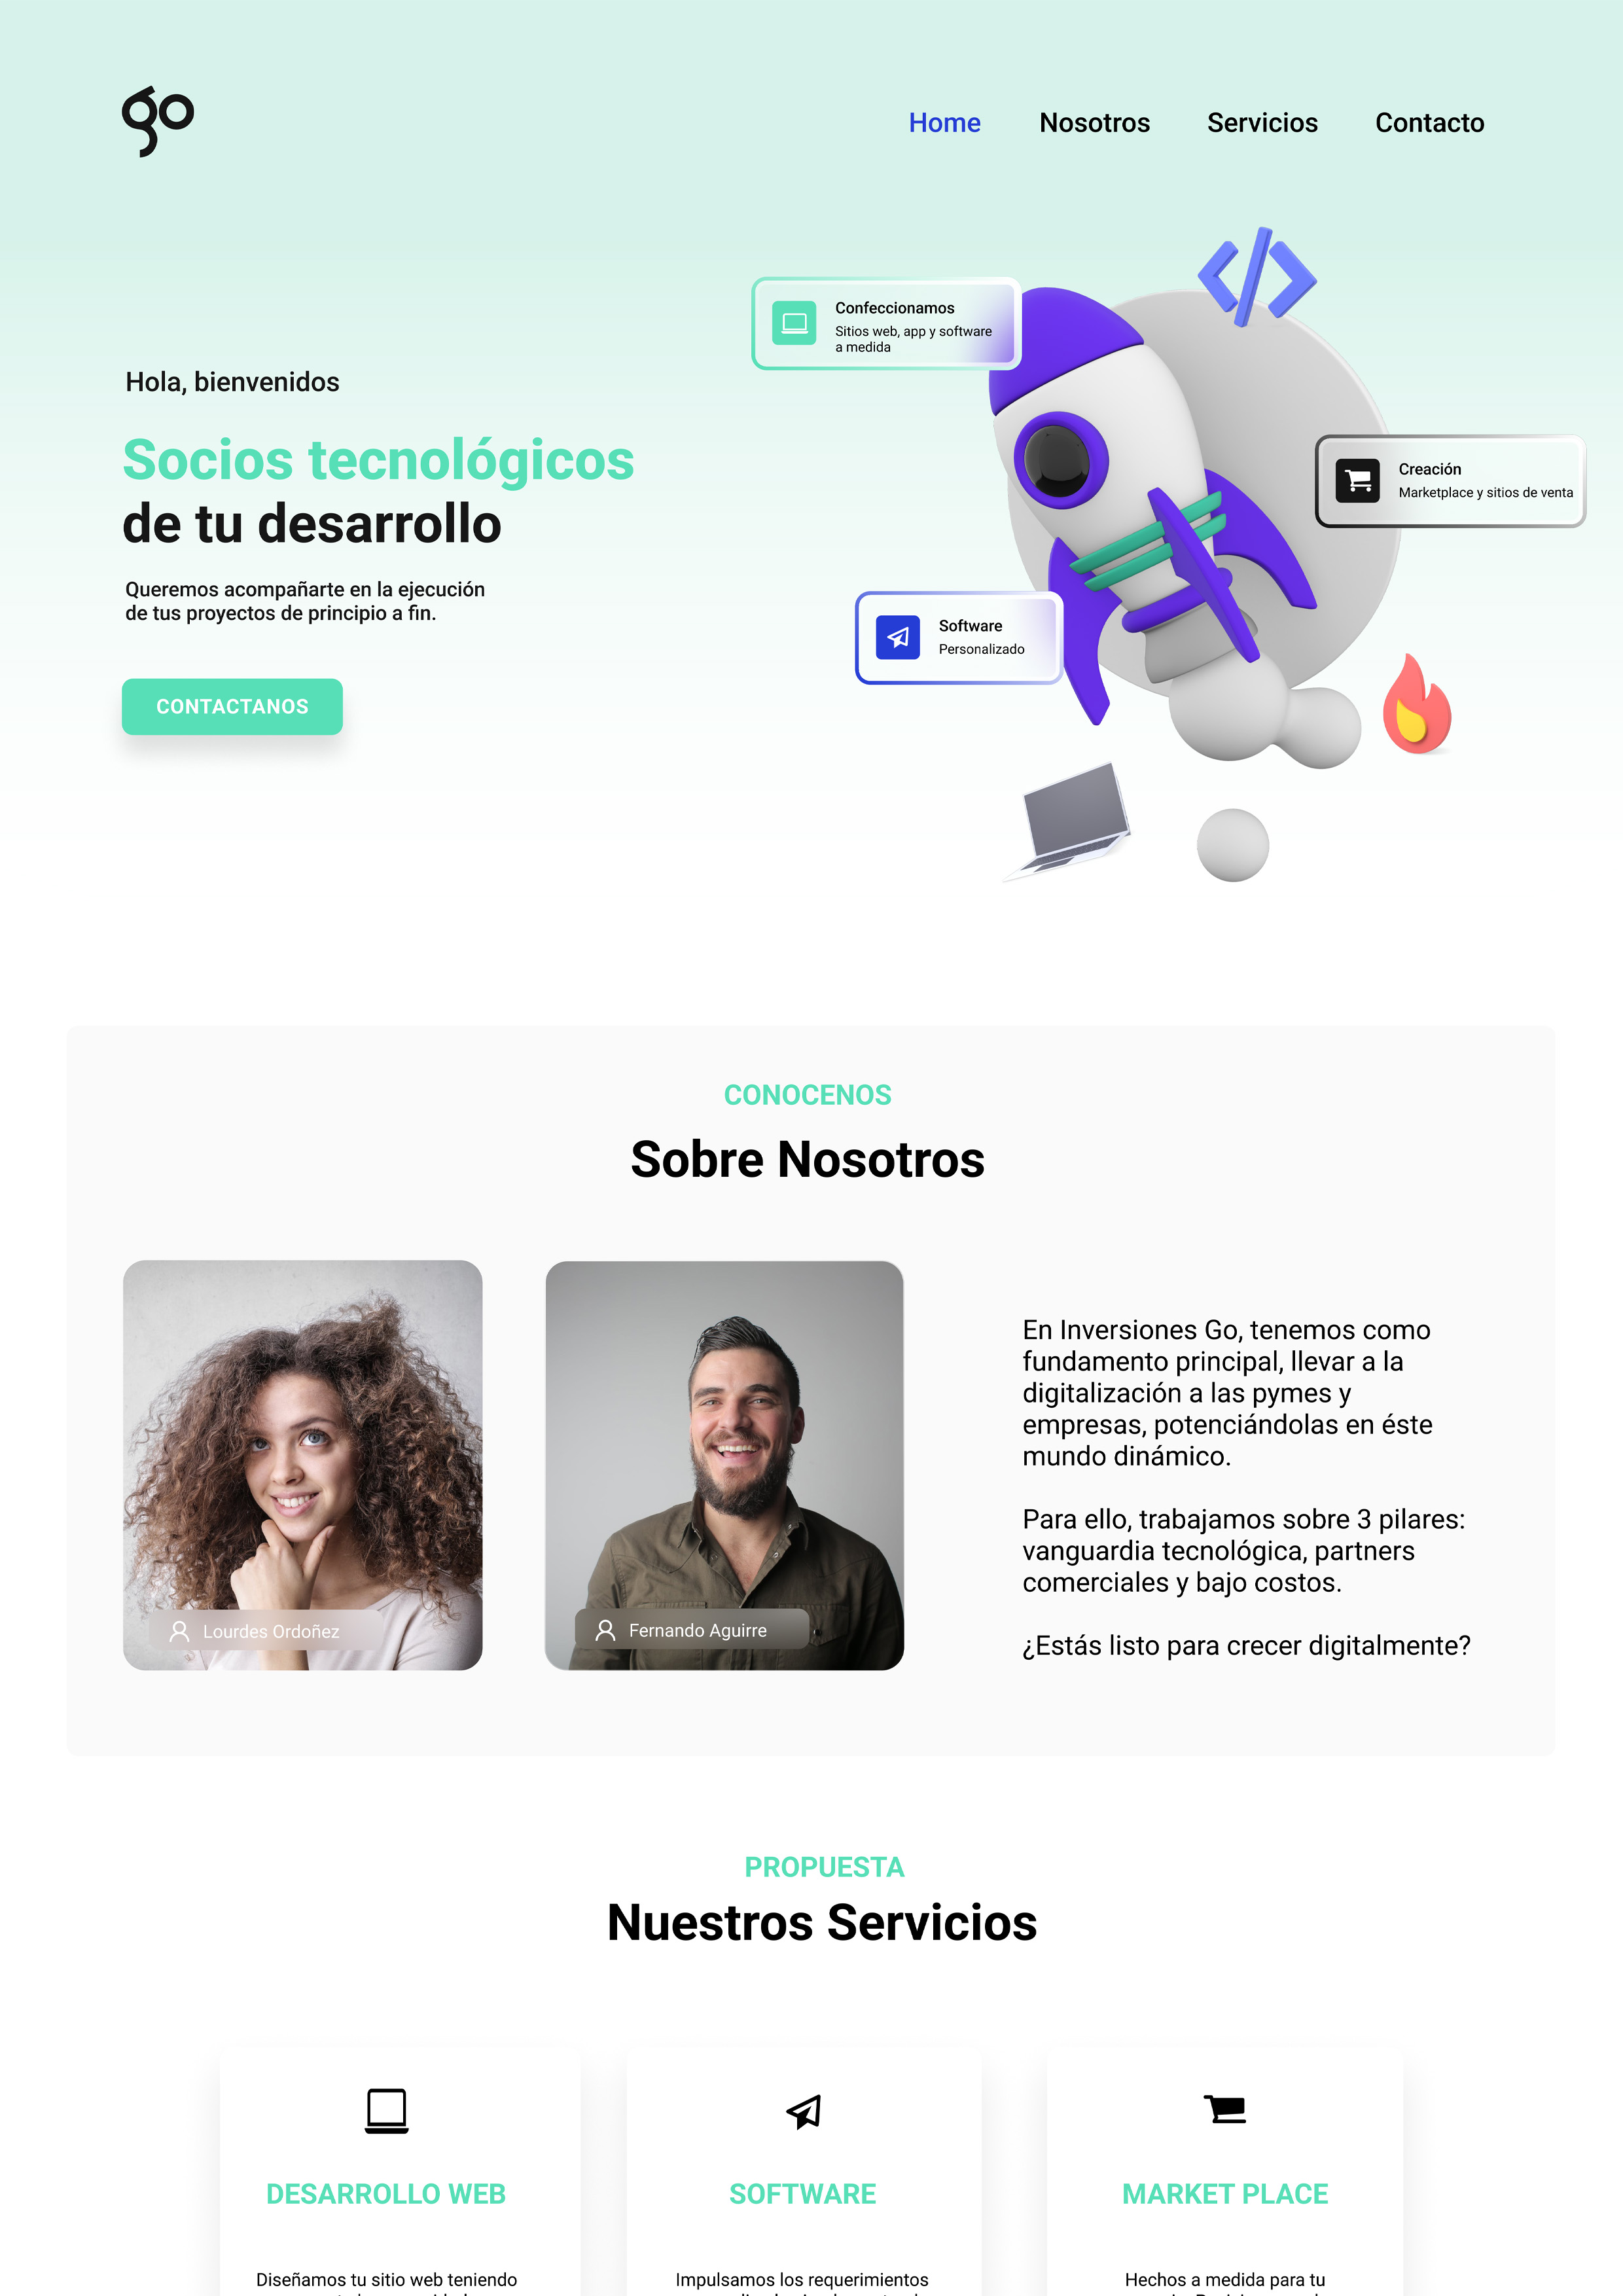 go
Home Nosotros Servicios Contacto
Confeccionamos
Sitios web, app y software
a medida
Hola, bienvenidos
Socios tecnológicos
de tu desarrollo
Queremos acompañarte en la ejecución
de tus proyectos de principio a fin.
CONTACTANOS
Creación
Marketplace y sitios de venta
Software
Personalizado
CONOCENOS
Sobre Nosotros
Lourdes Ordoñez
Fernando Aguirre
En Inversiones Go, tenemos como
fundamento principal, llevar a la
digitalización a las pymes y
empresas, potenciándolas en éste
mundo dinámico.
Para ello, trabajamos sobre 3 pilares:
vanguardia tecnológica, partners
comerciales y bajo costos.
¿Estás listo para crecer digitalmente?
PROPUESTA
Nuestros Servicios
DESARROLLO WEB
Diseñamos tu sitio web teniendo
SOFTWARE
Impulsamos los requerimientos
MARKET PLACE
Hechos a medida para tu